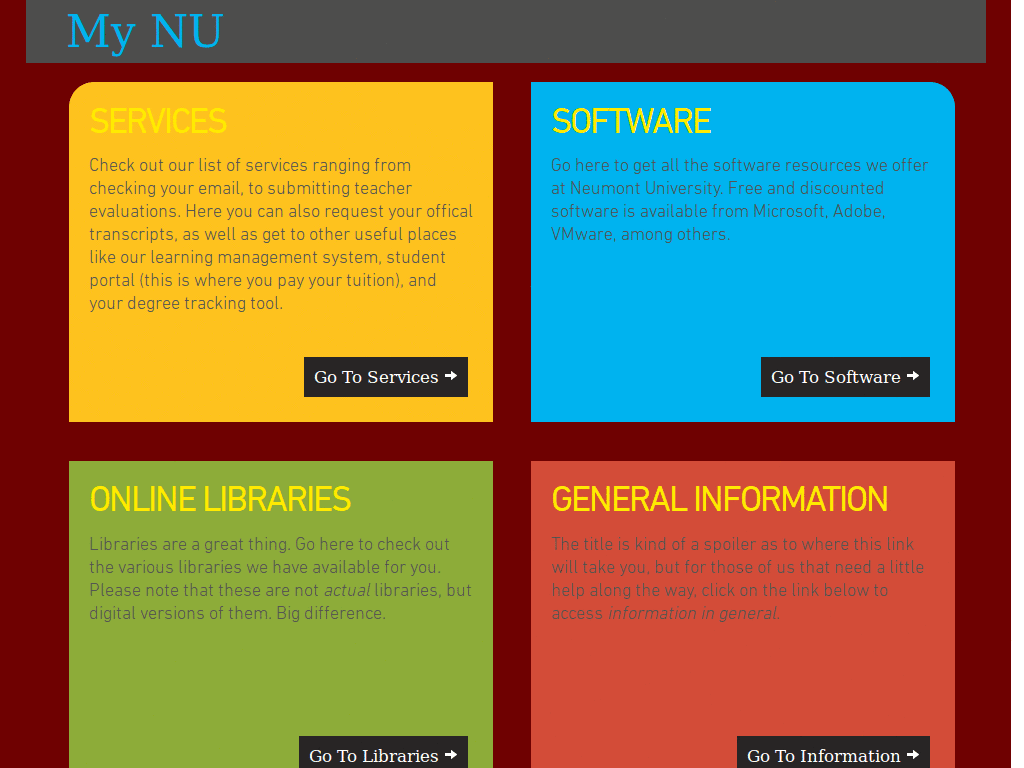 My NU
SERVICES
Check out our list of services ranging from
checking your email, to submitting teacher
evaluations. Here you can also request your offical
transcripts, as well as get to other useful places
like our learning management system, student
portal (this is where you pay your tuition), and
your degree tracking tool.
Go To Services
SOFTWARE
Go here to get all the software resources we offer
at Neumont University. Free and discounted
software is available from Microsoft, Adobe,
VMware, among others.
Go To Software
ONLINE LIBRARIES
Libraries are a great thing. Go here to check out
the various libraries we have available for you.
Please note that these are not actual libraries, but
digital versions of them. Big difference.
Go To Libraries
GENERAL INFORMATION
The title is kind of a spoiler as to where this link
will take you, but for those of us that need a little
help along the way, click on the link below to
access information in general.
Go To Information